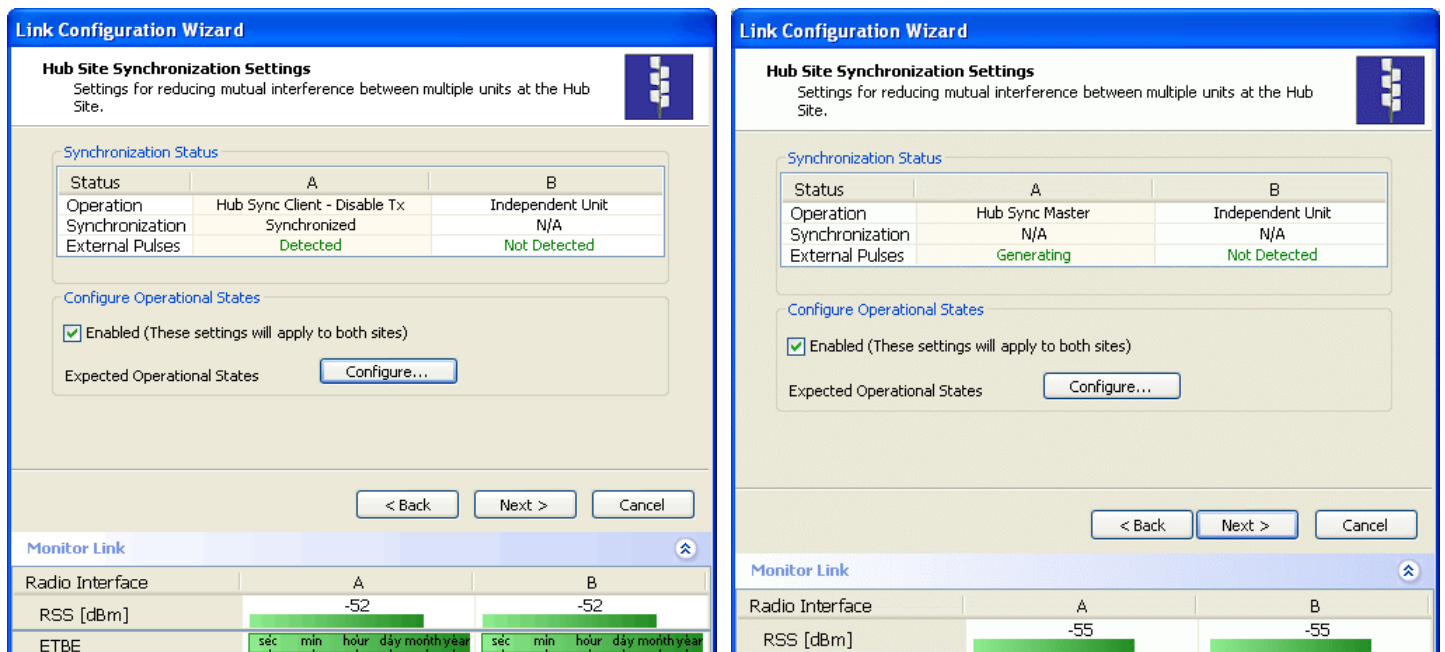 Link Configuration Wizard
Hub Site Synchronization Settings
Settings for reducing mutual interference between multiple units at the Hub
Site.
Synchronization Status
Status A B
Operation Hub Sync Client - Disable Tx Independent Unit
Synchronization Synchronized N/A
External Pulses Detected Not Detected
Configure Operational States
Enabled (These settings will apply to both sites)
Expected Operational States Configure...
< Back Next > Cancel
Monitor Link
Radio Interface A B
RSS [dBm] -52 -52
ETBE sec min hour day month year sec min hour day month year
Link Configuration Wizard
Hub Site Synchronization Settings
Settings for reducing mutual interference between multiple units at the Hub
Site.
Synchronization Status
Status A B
Operation Hub Sync Master Independent Unit
Synchronization N/A N/A
External Pulses Generating Not Detected
Configure Operational States
Enabled (These settings will apply to both sites)
Expected Operational States Configure...
< Back Next > Cancel
Monitor Link
Radio Interface A B
RSS [dBm] -55 -55